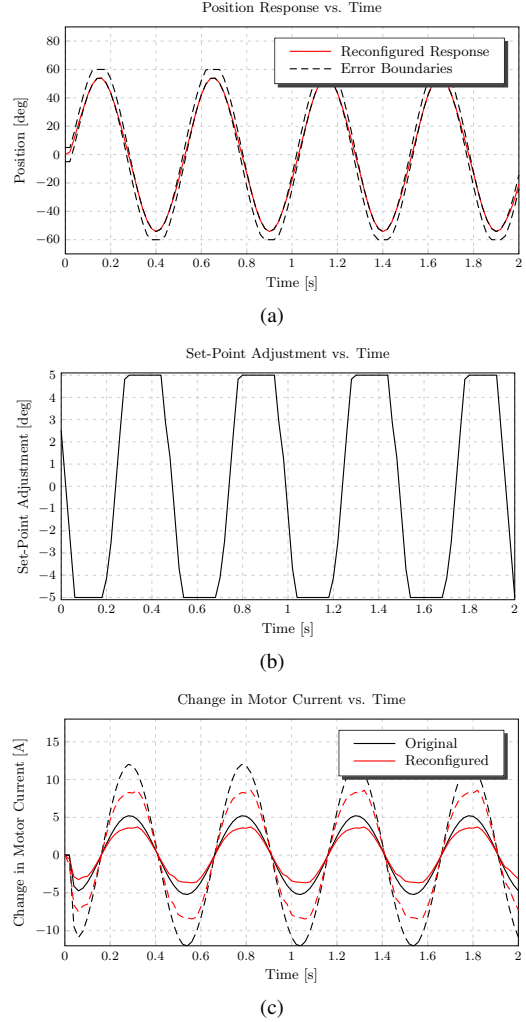 Position Response vs. Time
80
60
40
20
0
−20
−40
−60
Position [deg]
Reconfigured Response
Error Boundaries
0 0.2 0.4 0.6 0.8 1 1.2 1.4 1.6 1.8 2
Time [s]
(a)
Set-Point Adjustment vs. Time
5
4
3
2
1
0
−1
−2
−3
−4
−5
Set-Point Adjustment [deg]
0 0.2 0.4 0.6 0.8 1 1.2 1.4 1.6 1.8 2
Time [s]
(b)
Change in Motor Current vs. Time
15
10
5
0
−5
−10
Change in Motor Current [A]
Original
Reconfigured
0 0.2 0.4 0.6 0.8 1 1.2 1.4 1.6 1.8 2
Time [s]
(c)